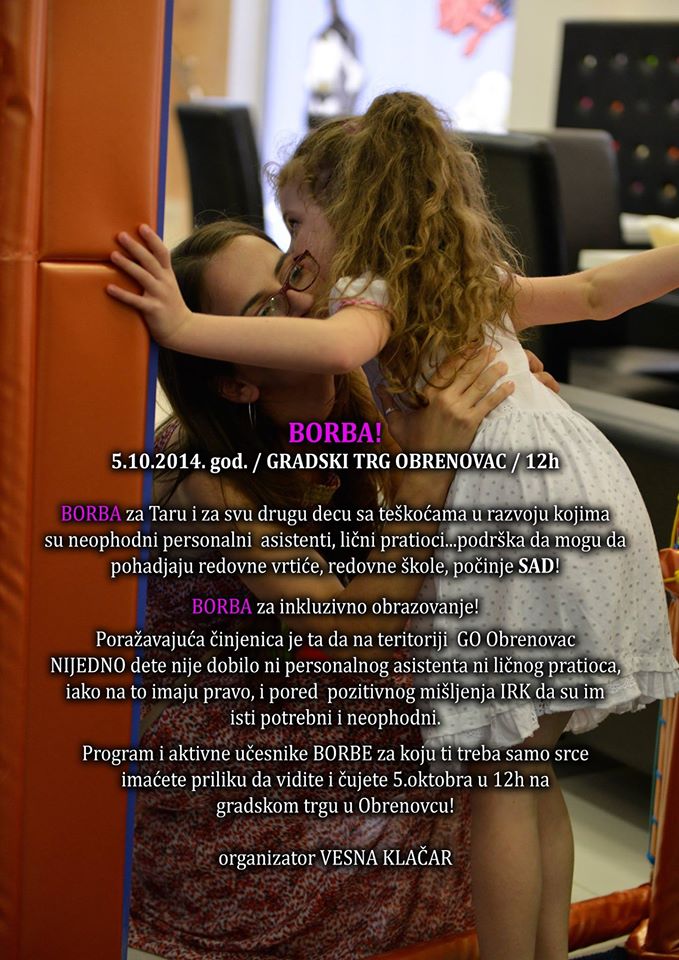 BORBA!
5.10.2014. god. / GRADSKI TRG OBRENOVAC / 12h
BORBA za Taru i za svu drugu decu sa teškoćama u razvoju kojima
su neophodni personalni asistenti, lični pratioci...podrška da mogu da
pohadjaju redovne vrtiće, redovne škole, počinje SAD!
BORBA za inkluzivno obrazovanje!
Poražavajuća činjenica je ta da na teritoriji GO Obrenovac
NIJEDNO dete nije dobilo ni personalnog asistenta ni ličnog pratioca,
iako na to imaju pravo, i pored pozitivnog mišljenja IRK da su im
isti potrebni i neophodni.
Program i aktivne učesnike BORBE za koju ti treba samo srce
imaćete priliku da vidite i čujete 5.oktobra u 12h na
gradskom trgu u Obrenovcu!
organizator VESNA KLAČAR